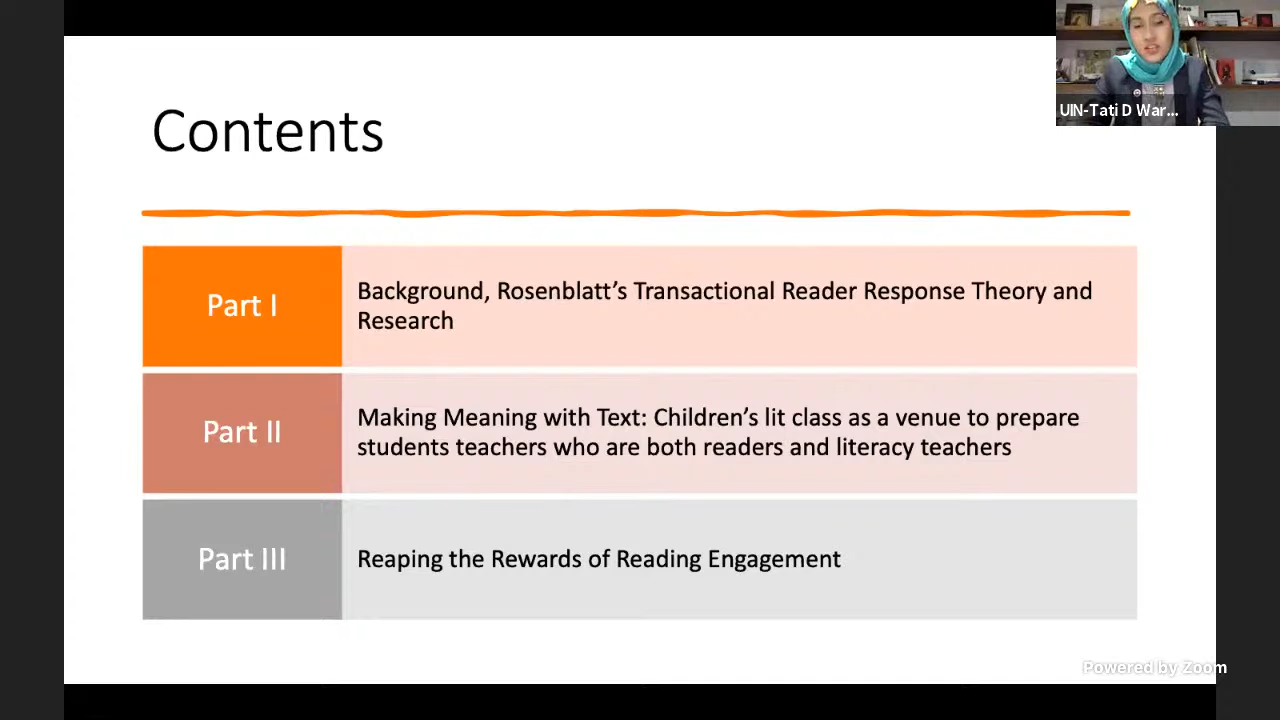 UIN-Tati D War...
Contents
Part I
Background, Rosenblatt’s Transactional Reader Response Theory and
Research
Part II
Making Meaning with Text: Children’s lit class as a venue to prepare
students teachers who are both readers and literacy teachers
Part III
Reaping the Rewards of Reading Engagement
Powered by Zoom